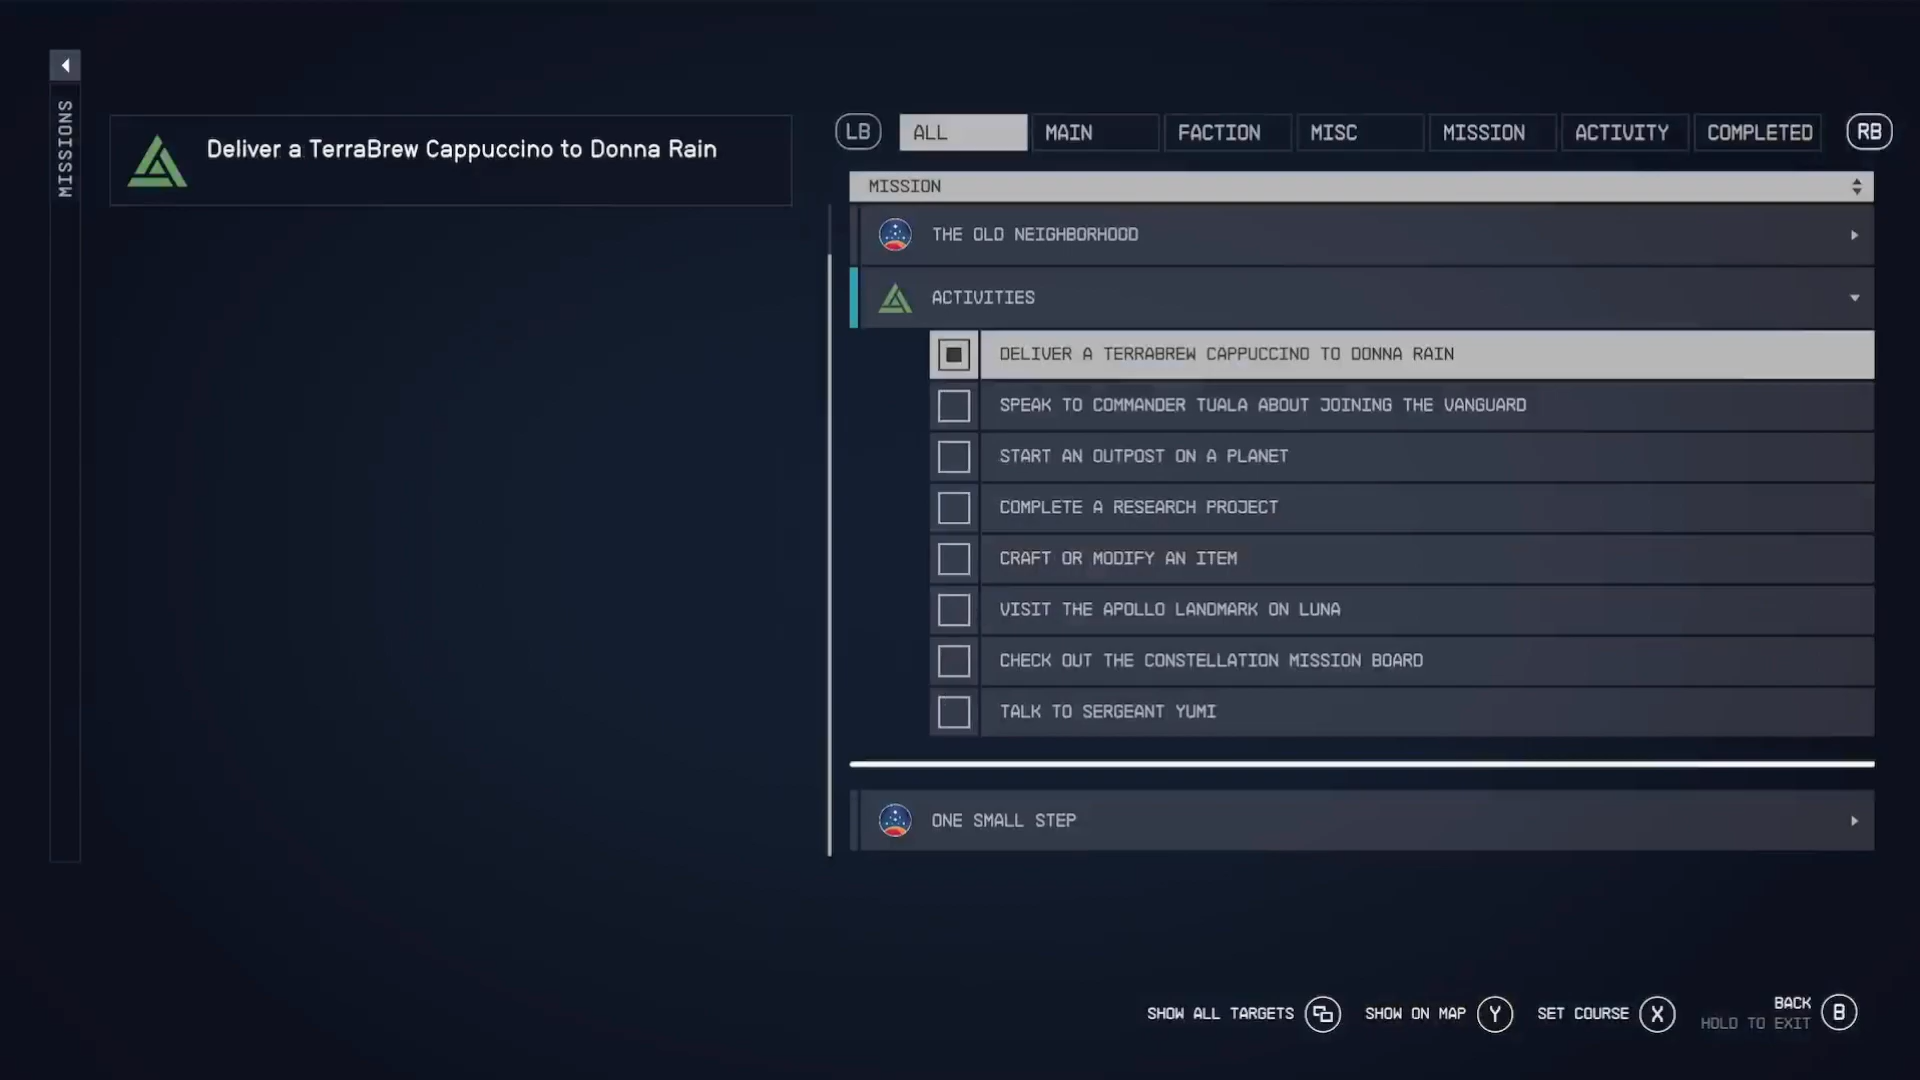 MISSIONS
Deliver a TerraBrew Cappuccino to Donna Rain
LB
ALL
MAIN
FACTION
MISC
MISSION
ACTIVITY
COMPLETED
RB
MISSION
THE OLD NEIGHBORHOOD
ACTIVITIES
DELIVER A TERRABREW CAPPUCCINO TO DONNA RAIN
SPEAK TO COMMANDER TUALA ABOUT JOINING THE VANGUARD
START AN OUTPOST ON A PLANET
COMPLETE A RESEARCH PROJECT
CRAFT OR MODIFY AN ITEM
VISIT THE APOLLO LANDMARK ON LUNA
CHECK OUT THE CONSTELLATION MISSION BOARD
TALK TO SERGEANT YUMI
ONE SMALL STEP
SHOW ALL TARGETS
SHOW ON MAP Y
SET COURSE X
BACK B
HOLD TO EXIT